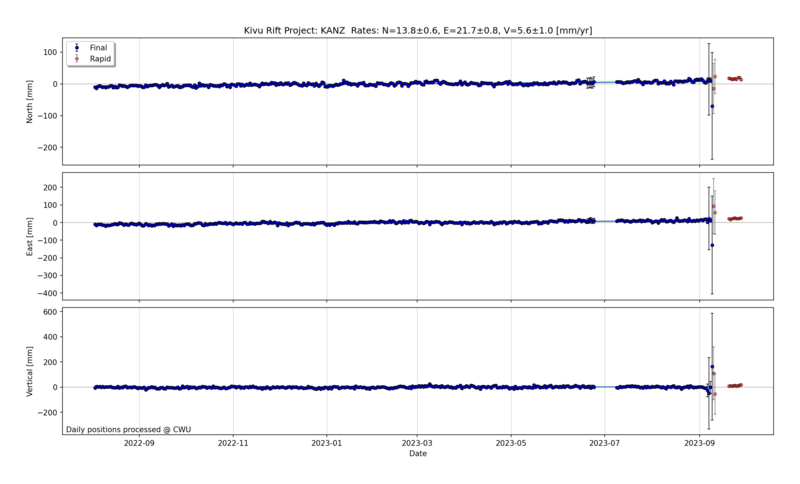 Kivu Rift Project: KANZ  Rates: N=13.8±0.6, E=21.7±0.8, V=5.6±1.0 [mm/yr]
Final
Rapid
North [mm]
100
0
−100
−200
East [mm]
200
100
0
−100
−200
−300
−400
Vertical [mm]
600
400
200
0
−200
Daily positions processed @ CWU
2022-09
2022-11
2023-01
2023-03
2023-05
2023-07
2023-09
Date